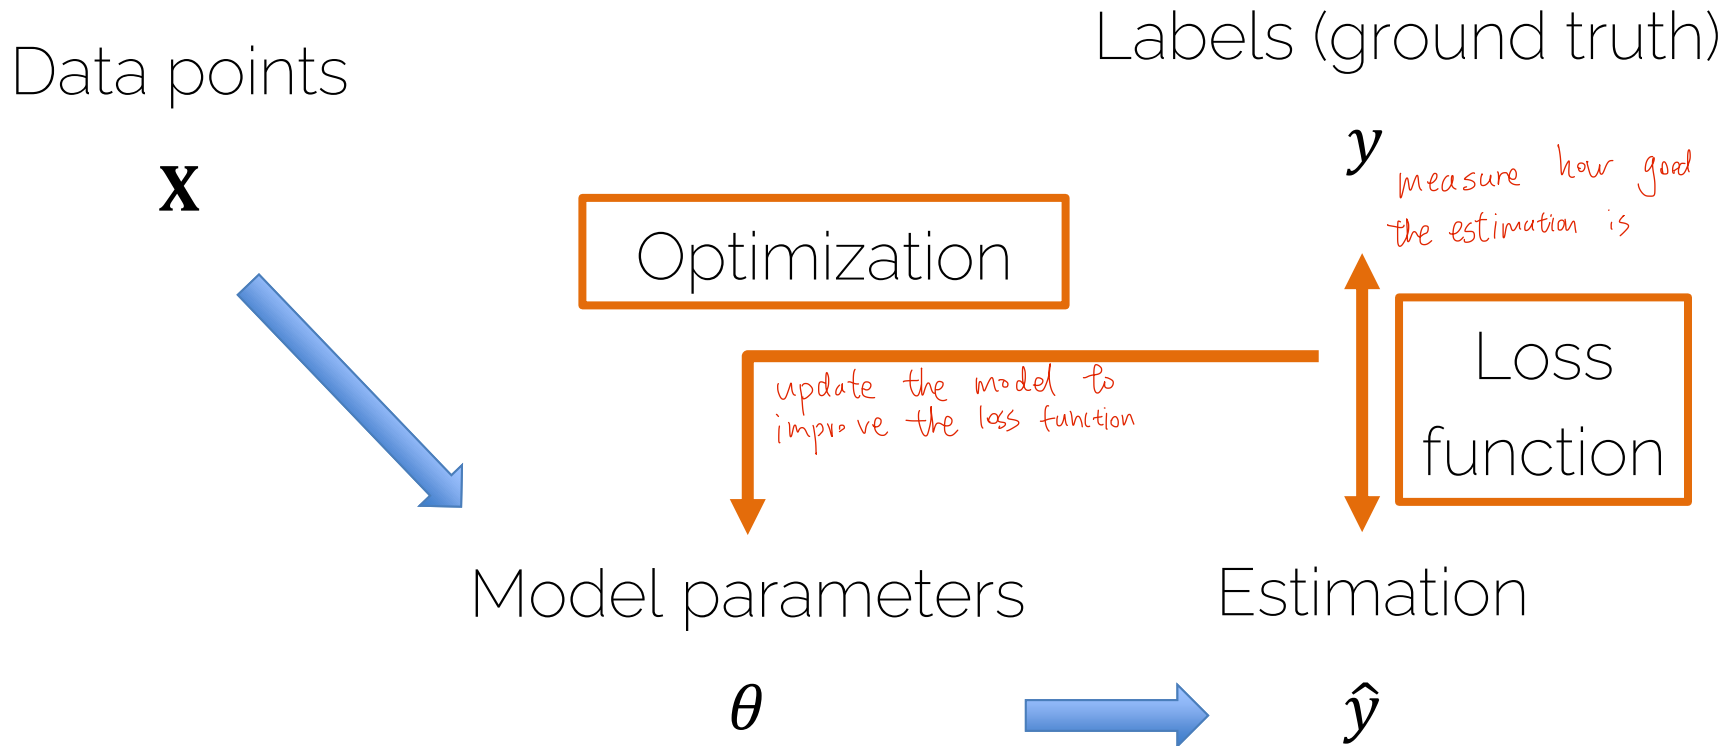 Data points
x
Labels (ground truth)
y
measure how good
the estimation is
Optimization
Loss
function
update the model to
improve the loss function
Model parameters
θ
Estimation
ŷ